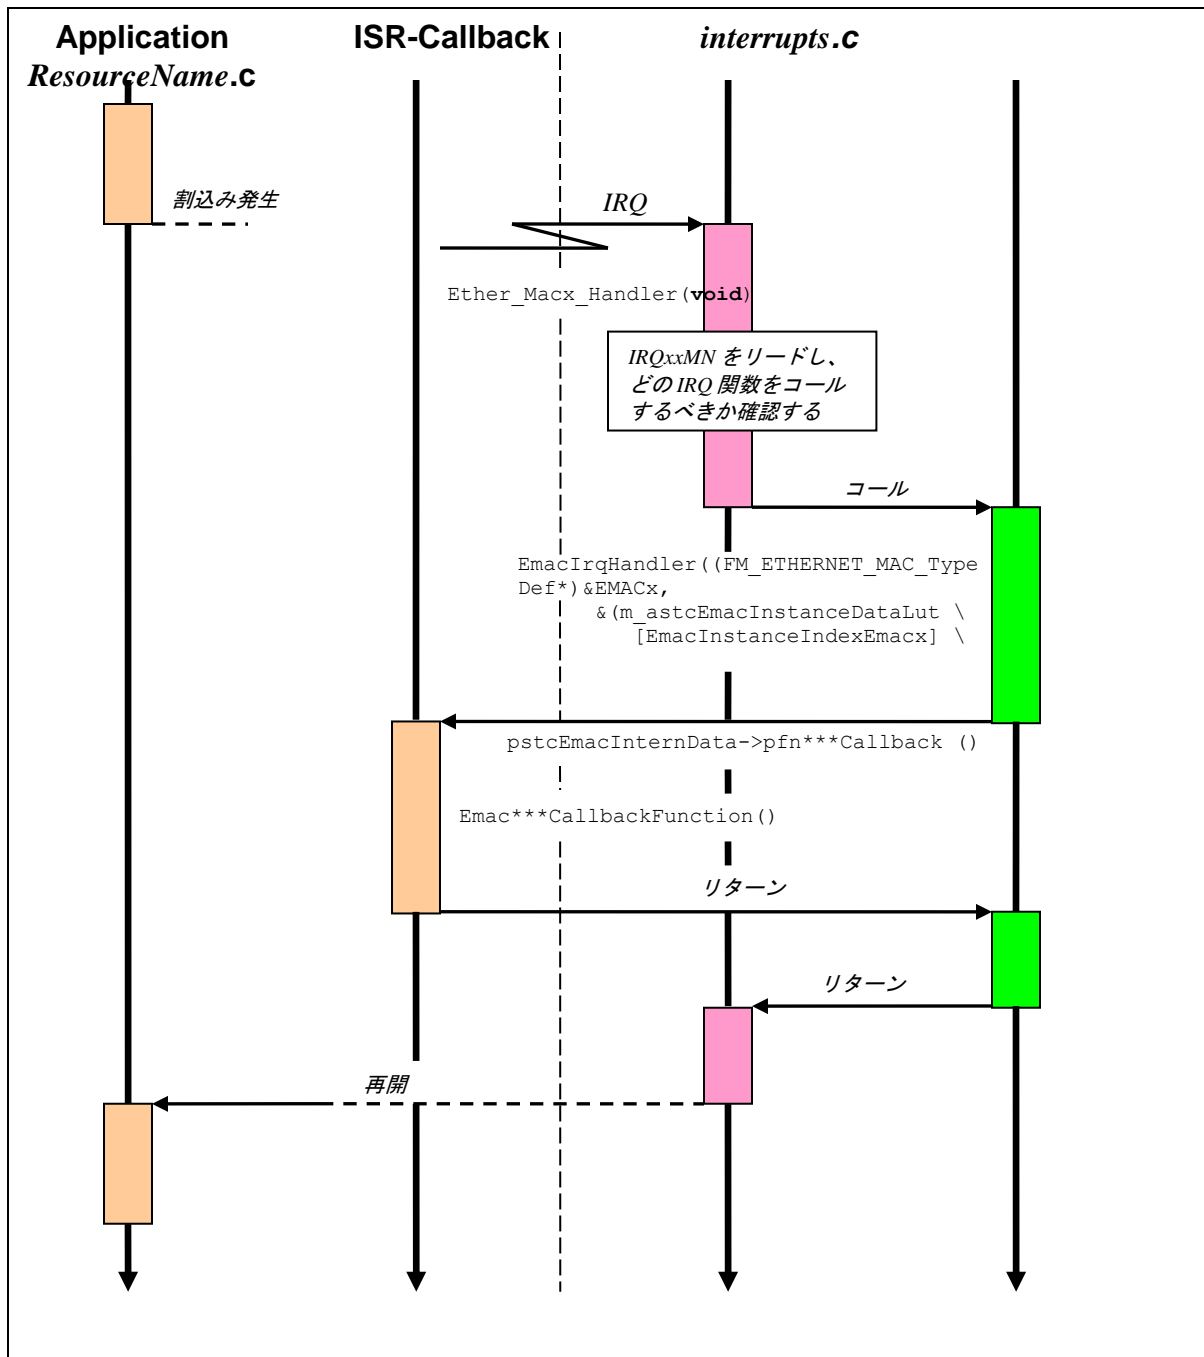 Application ISR-Callback interrupts.c
ResourceName.c
割込み発生
IRQ
Ether_Macx_Handler(void)
IRQxxMN をリードし、
どの IRQ 関数をコール
するべきか確認する
コール
EmacIrqHandler((FM_ETHERNET_MAC_Type
Def*)&EMACx,
&(m_astcEmacInstanceDataLut \
[EmacInstanceIndexEmacx] \
pstcEmacInternData->pfn***Callback ()
Emac***CallbackFunction()
リターン
リターン
再開